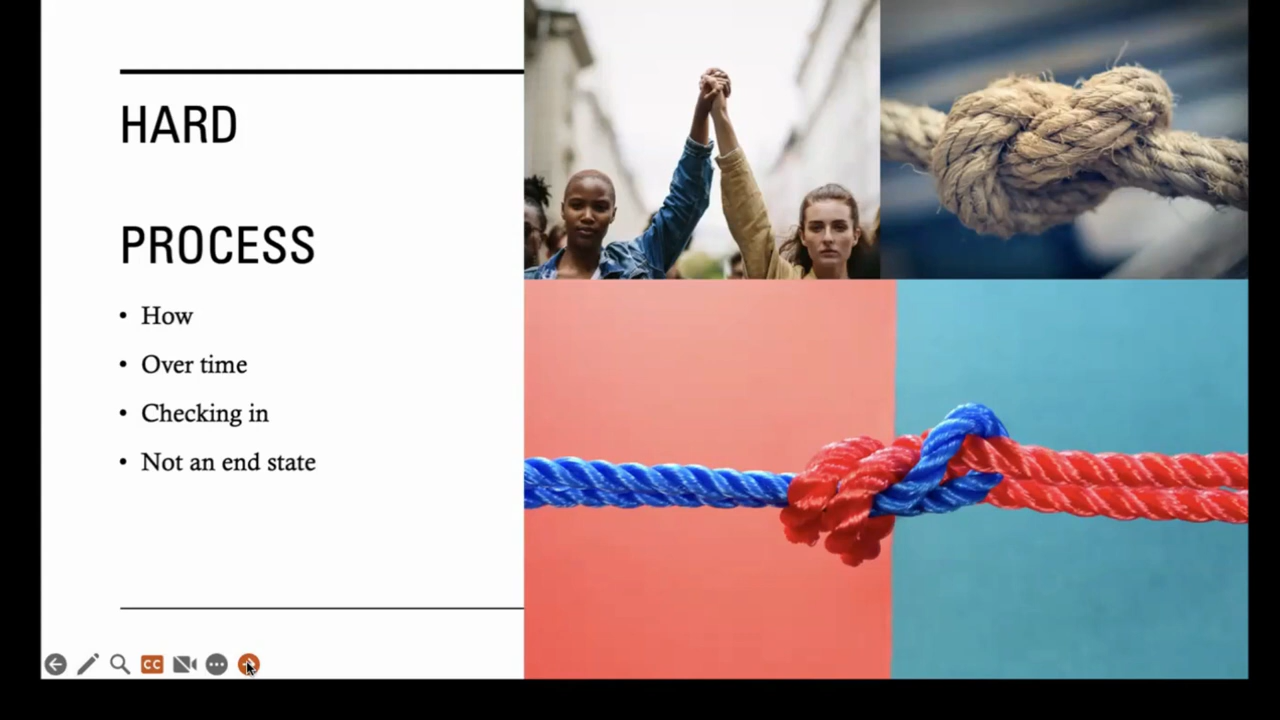 HARD
PROCESS
• How
• Over time
• Checking in
• Not an end state
CC